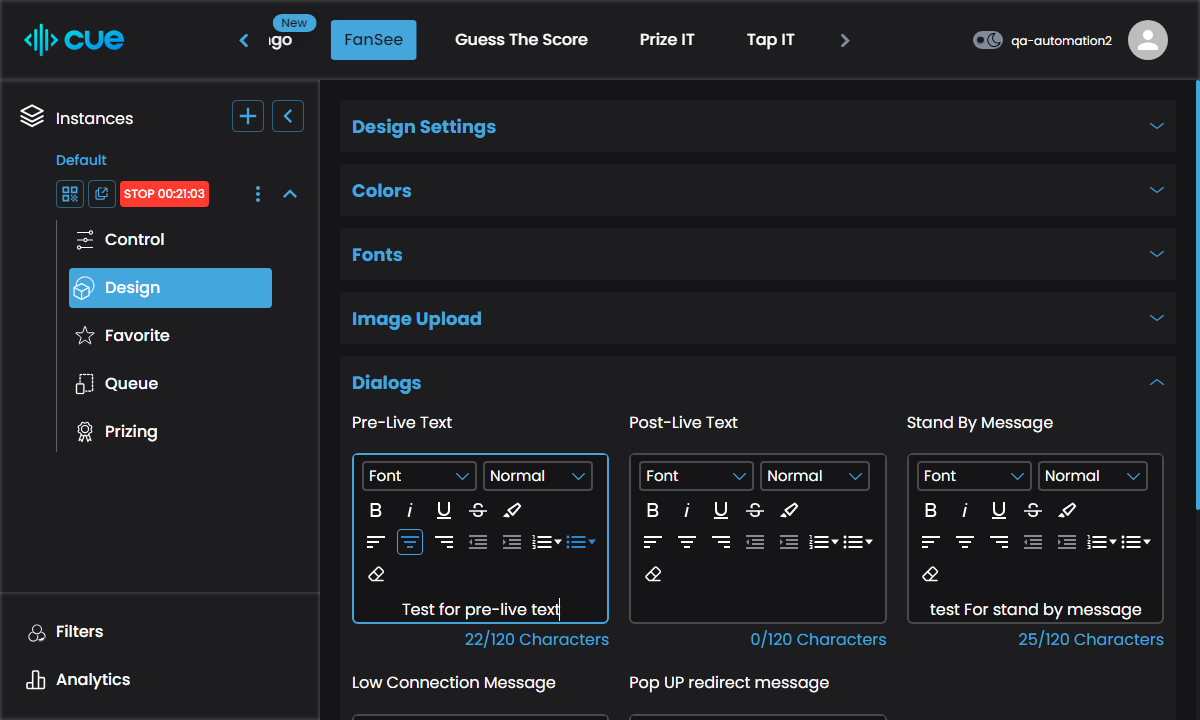 cue
New
FanSee
Guess The Score
Prize IT
Tap IT
qa-automation2
Instances
Default
STOP 00:21:03
Control
Design
Favorite
Queue
Prizing
Filters
Analytics
Design Settings
Colors
Fonts
Image Upload
Dialogs
Pre-Live Text
Post-Live Text
Stand By Message
Font
Normal
Font
Normal
Font
Normal
B i U S
B i U S
B i U S
Test for pre-live text
test For stand by message
22/120 Characters
0/120 Characters
25/120 Characters
Low Connection Message
Pop UP redirect message